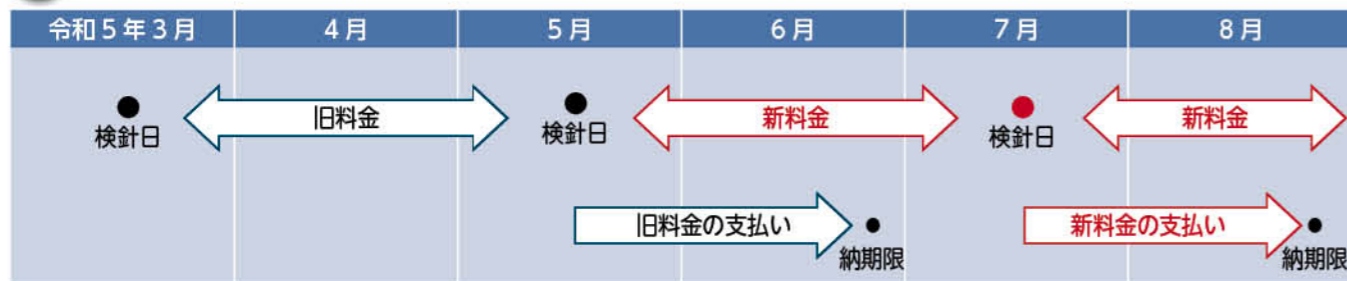 令和5年3月 4月 5月 6月 7月 8月
検針日 旧料金 検針日 新料金 検針日 新料金
旧料金の支払い 納期限 新料金の支払い 納期限